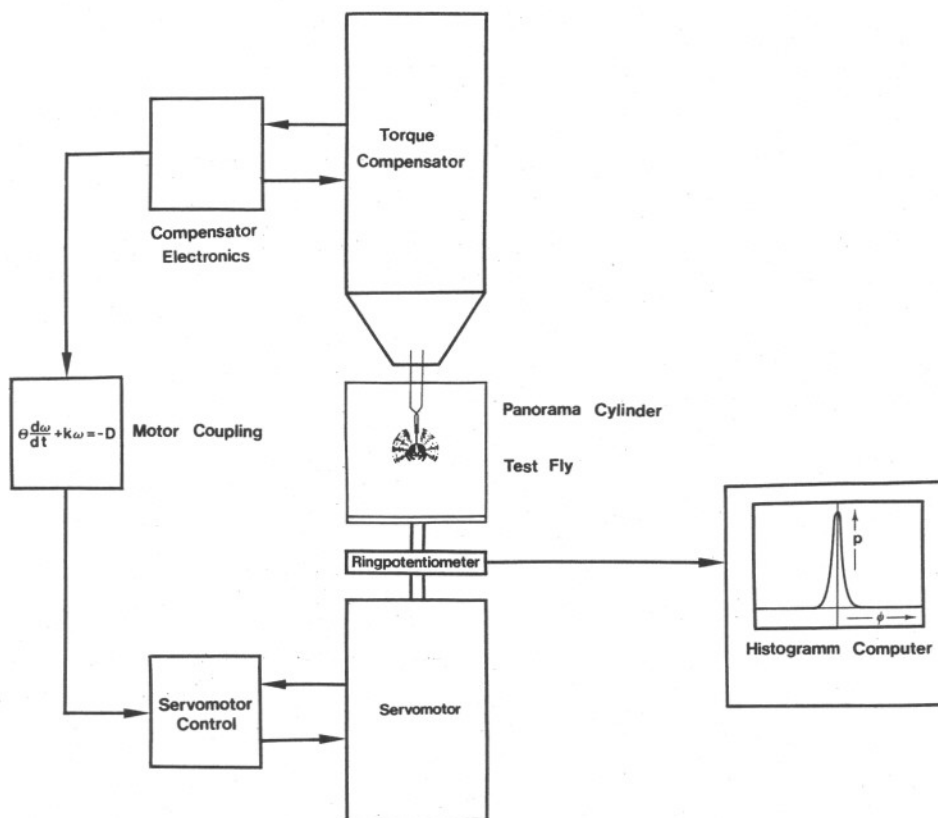 Torque
Compensator
Compensator
Electronics
Panorama Cylinder
Θ dω/dt + kω = -D
Motor Coupling
Test Fly
Ringpotentiometer
p
ϕ
Histogramm Computer
Servomotor
Control
Servomotor